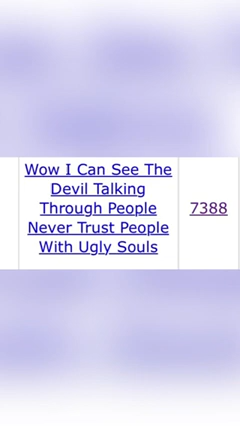 Wow I Can See The
Devil Talking
Through People
Never Trust People
With Ugly Souls
7388